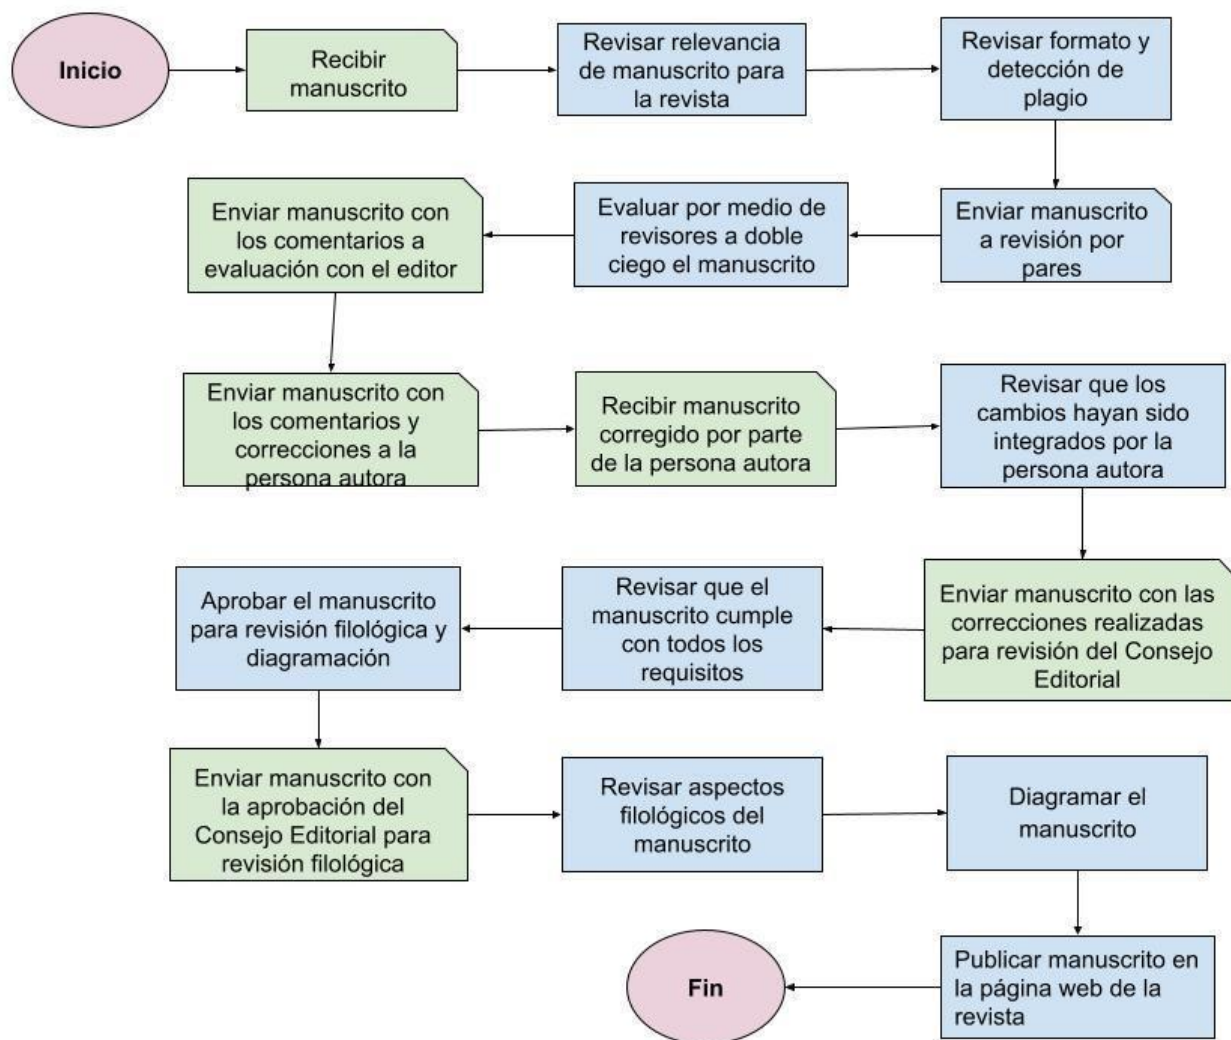 Inicio
Recibir
manuscrito
Revisar relevancia
de manuscrito para
la revista
Revisar formato y
detección de
plagio
Enviar manuscrito
a revisión por
pares
Evaluar por medio de
revisores a doble
ciego el manuscrito
Enviar manuscrito con
los comentarios a
evaluación con el editor
Enviar manuscrito con
los comentarios y
correcciones a la
persona autora
Recibir manuscrito
corregido por parte
de la persona autora
Revisar que los
cambios hayan sido
integrados por la
persona autora
Enviar manuscrito con las
correcciones realizadas
para revisión del Consejo
Editorial
Revisar que el
manuscrito cumple
con todos los
requisitos
Aprobar el manuscrito
para revisión filológica y
diagramación
Enviar manuscrito con
la aprobación del
Consejo Editorial para
revisión filológica
Revisar aspectos
filológicos del
manuscrito
Diagramar el
manuscrito
Publicar manuscrito en
la página web de la
revista
Fin